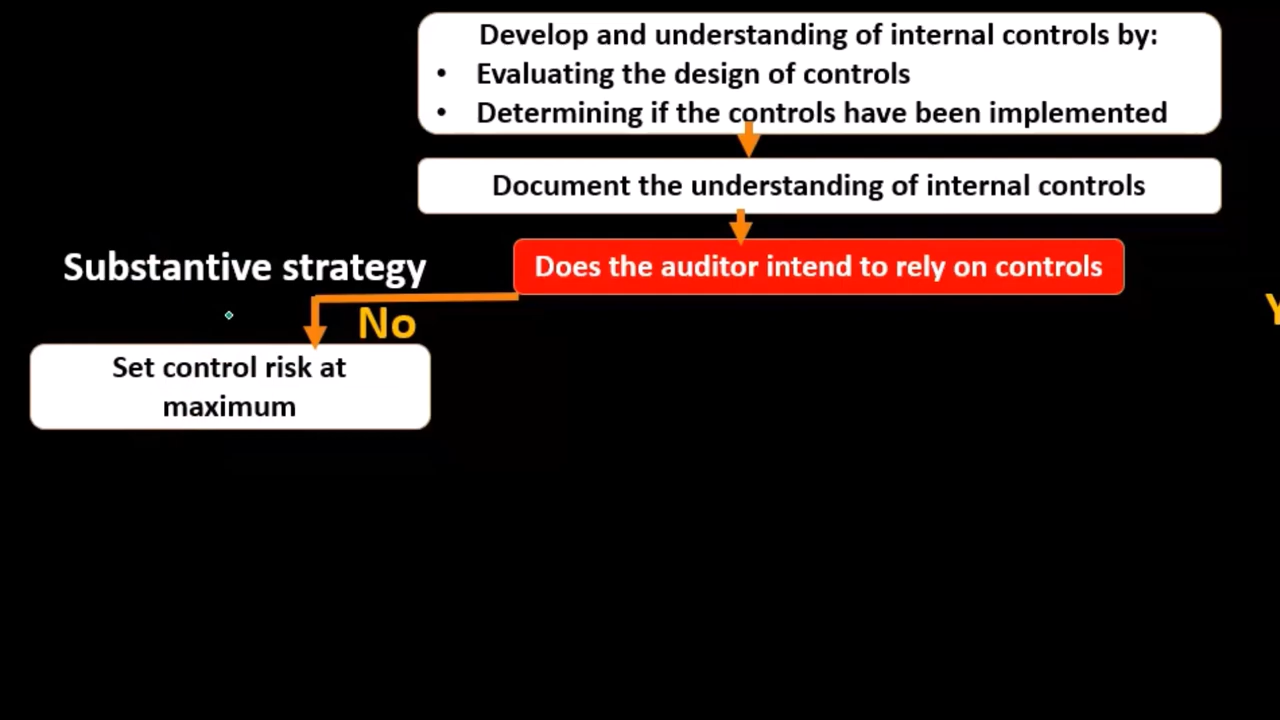 Develop and understanding of internal controls by:
• Evaluating the design of controls
• Determining if the controls have been implemented
Document the understanding of internal controls
Does the auditor intend to rely on controls
Substantive strategy
No
Set control risk at
maximum